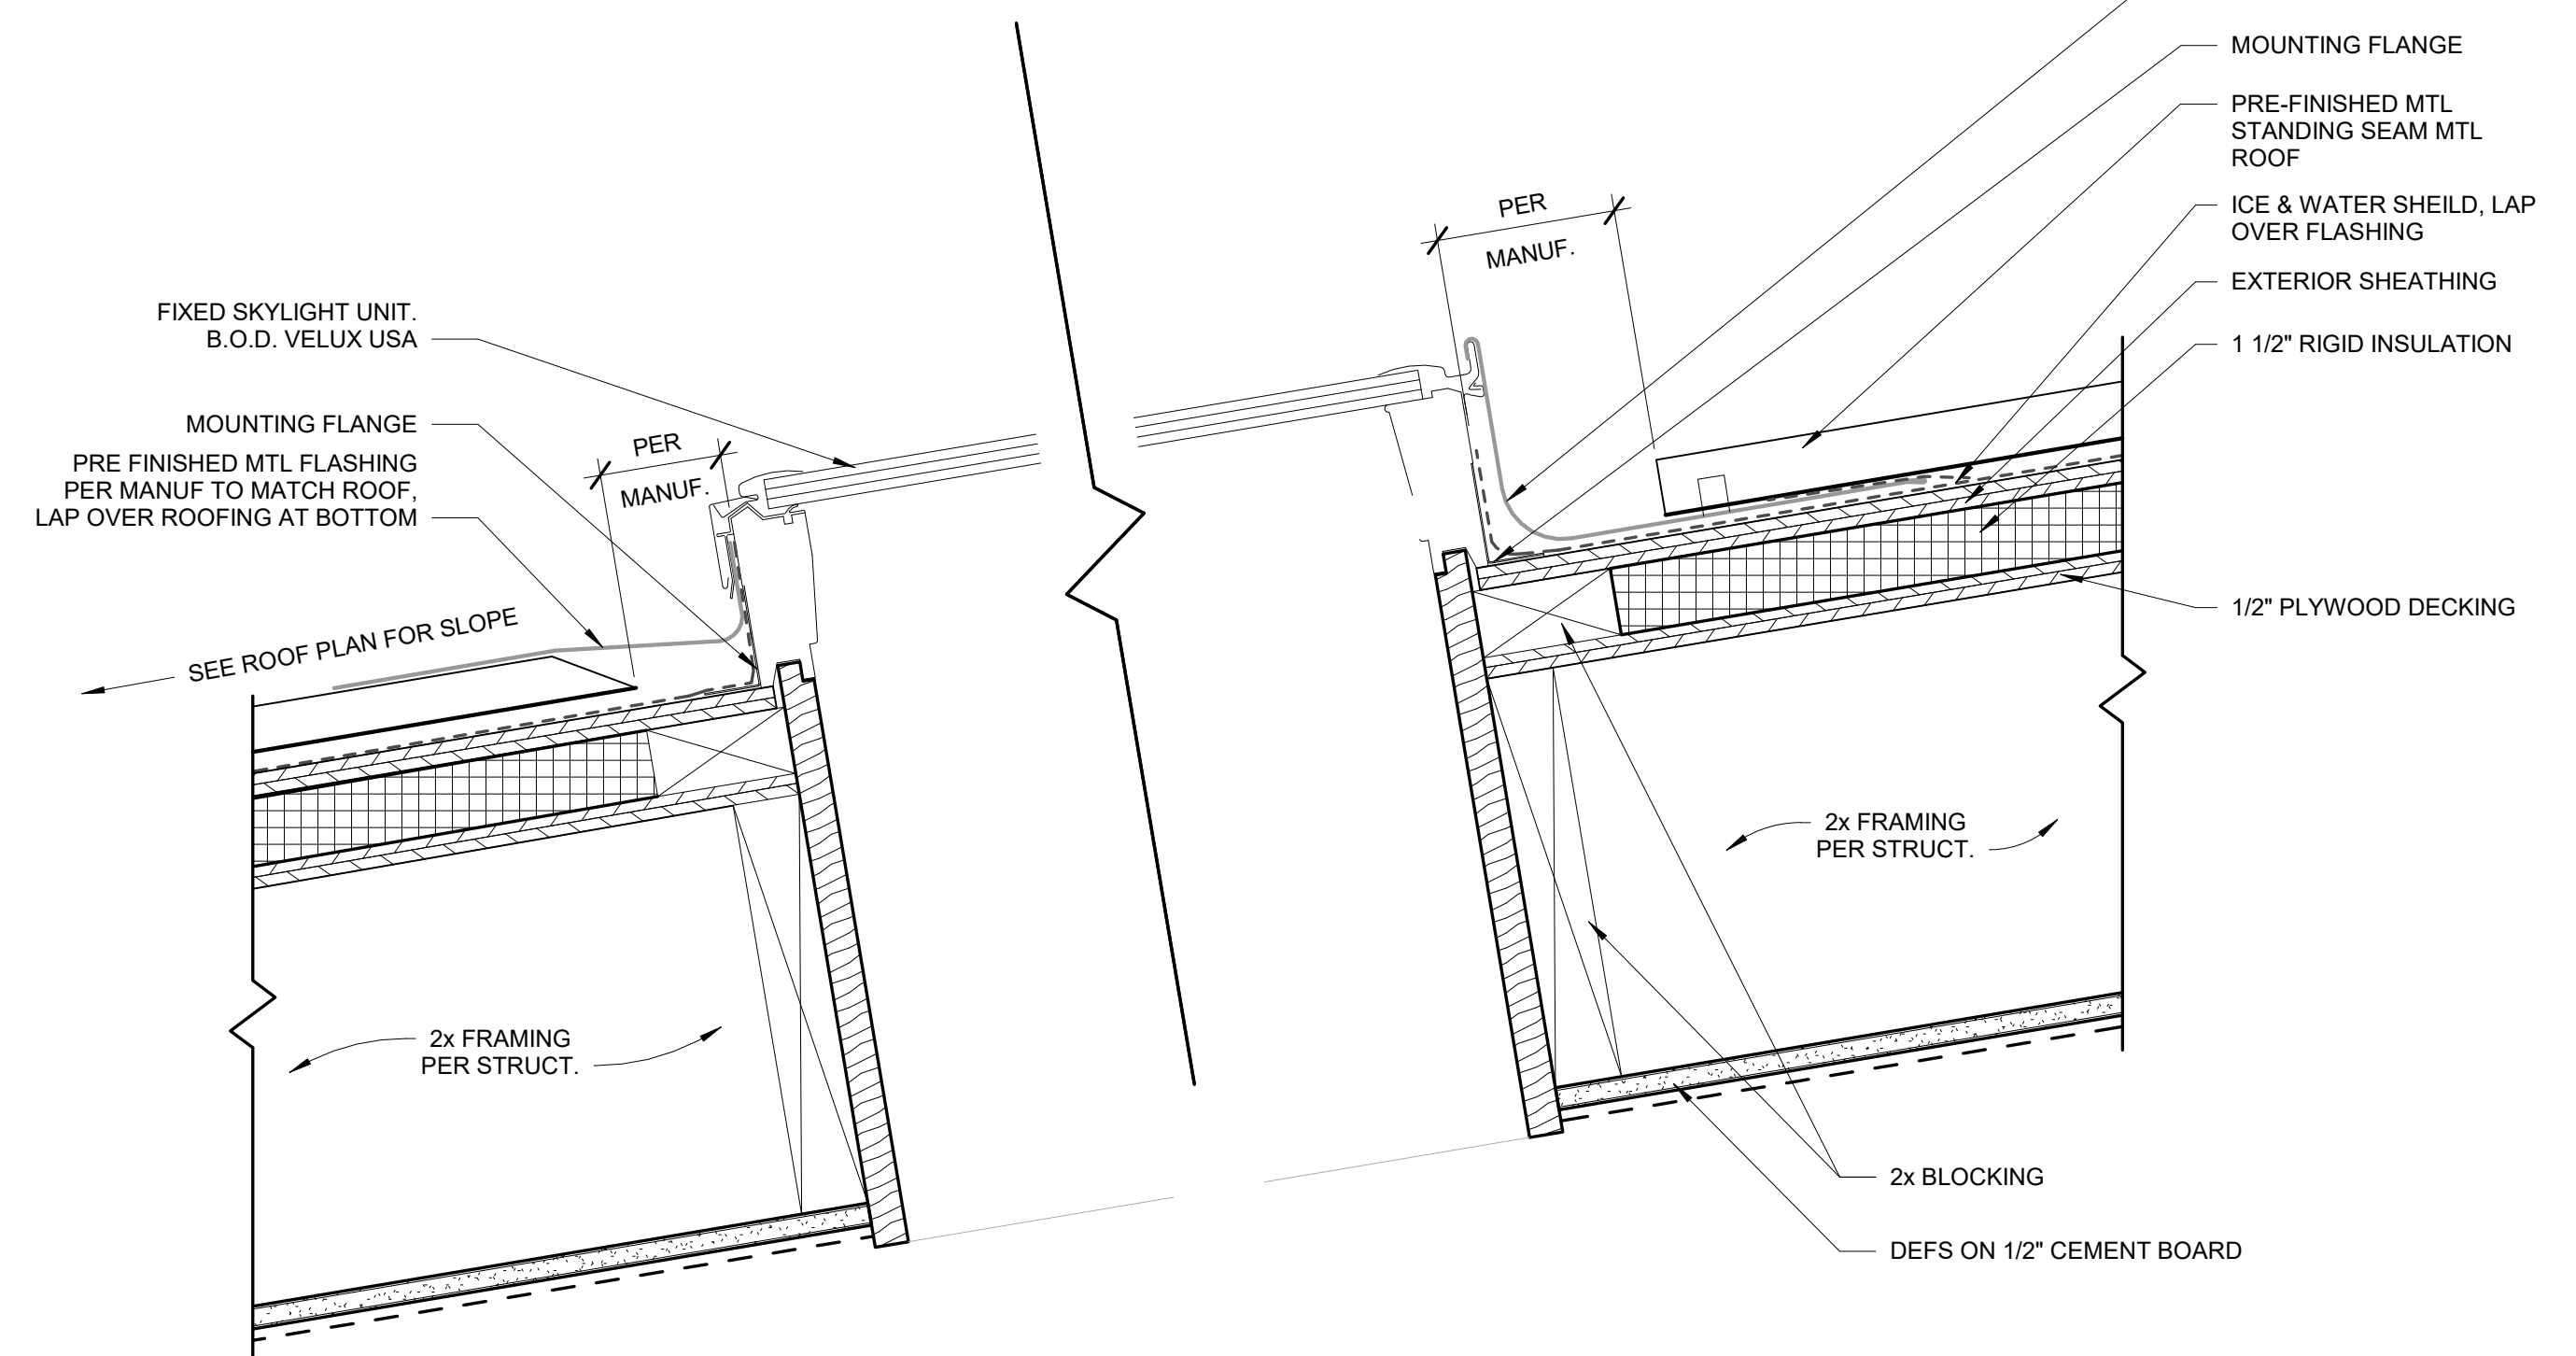 FIXED SKYLIGHT UNIT.
B.O.D. VELUX USA
MOUNTING FLANGE
PRE FINISHED MTL FLASHING
PER MANUF TO MATCH ROOF,
LAP OVER ROOFING AT BOTTOM
PER
MANUF.
SEE ROOF PLAN FOR SLOPE
2x FRAMING
PER STRUCT.
PER
MANUF.
MOUNTING FLANGE
PRE-FINISHED MTL
STANDING SEAM MTL
ROOF
ICE & WATER SHEILD, LAP
OVER FLASHING
EXTERIOR SHEATHING
1 1/2" RIGID INSULATION
1/2" PLYWOOD DECKING
2x FRAMING
PER STRUCT.
2x BLOCKING
DEFS ON 1/2" CEMENT BOARD